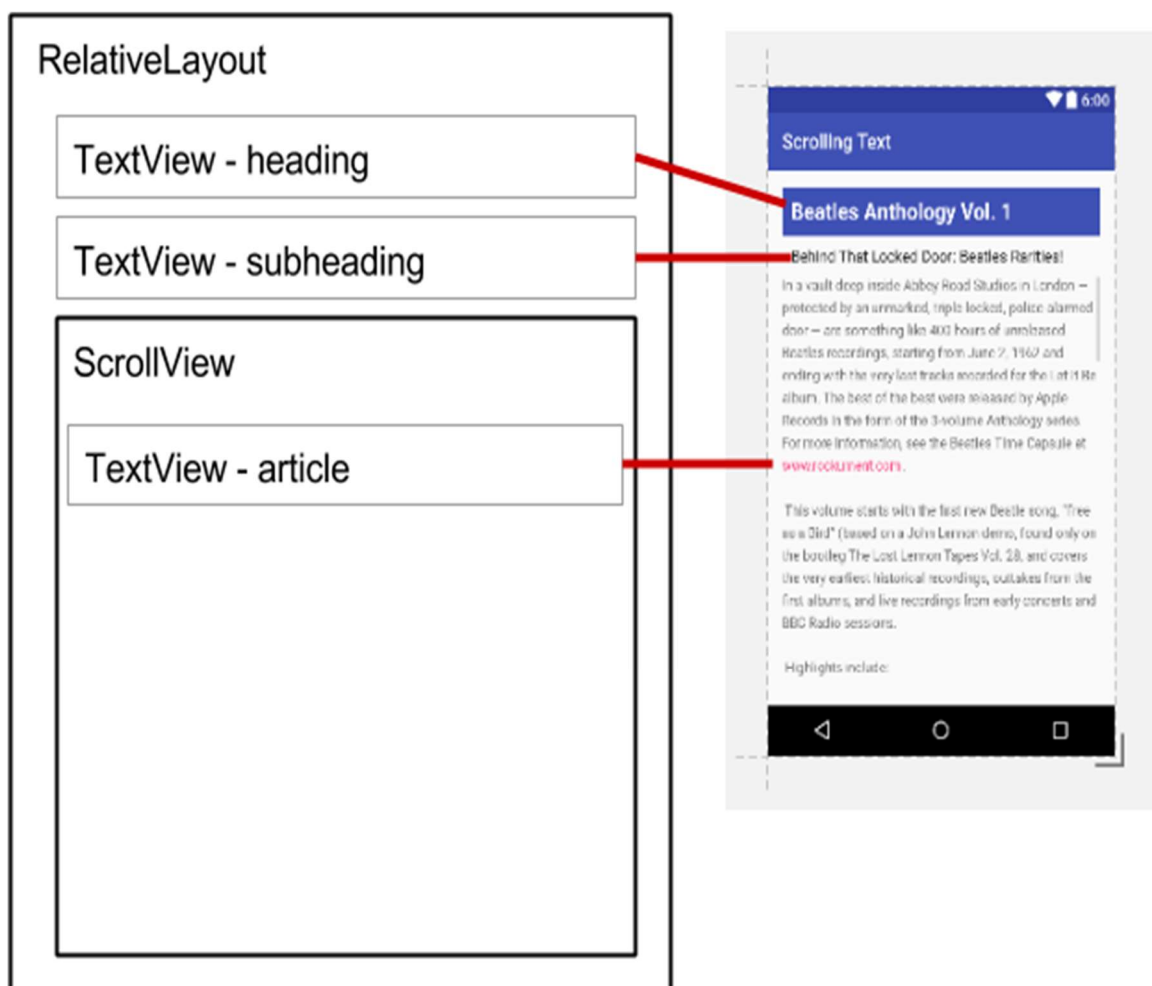 RelativeLayout
TextView - heading
TextView - subheading
ScrollView
TextView - article
6:00
Scrolling Text
Beatles Anthology Vol. 1
Behind That Locked Door: Beatles Rarities!
In a vault deep inside Abbey Road Studios in London —
protected by an unmarked, triple locked, police alarmed
door — are something like 400 hours of unreleased
Beatles recordings, starting from June 2, 1962 and
ending with the very last tracks recorded for the Let It Be
album. The best of the best were released by Apple
Records in the form of the 3-volume Anthology series.
For more information, see the Beatles Time Capsule at
www.rockument.com .
This volume starts with the first new Beatle song, "Free
as a Bird" (based on a John Lennon demo, found only on
the bootleg The Lost Lennon Tapes Vol. 28, and covers
the very earliest historical recordings, outtakes from the
first albums, and live recordings from early concerts and
BBC Radio sessions.
Highlights include: